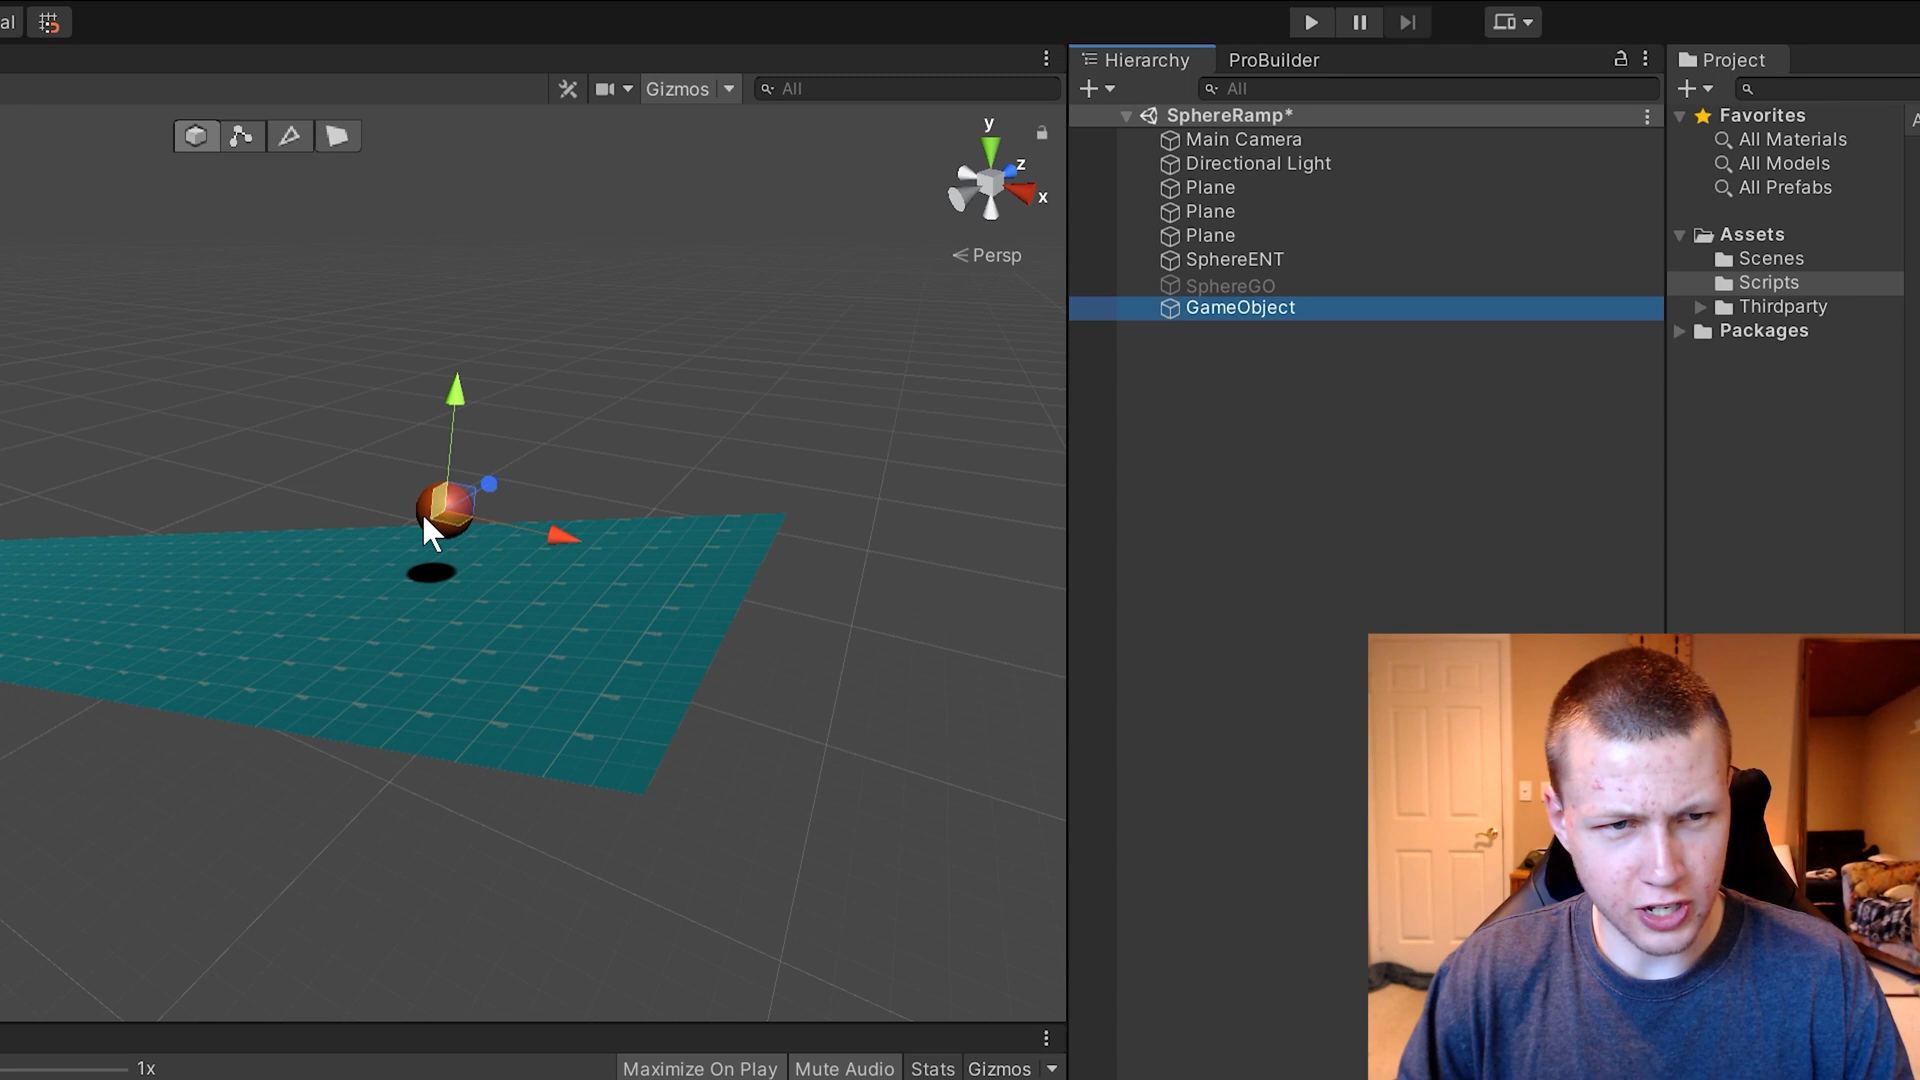 al
Hierarchy
ProBuilder
Project
Gizmos
All
All
SphereRamp*
Main Camera
Directional Light
Plane
Plane
Plane
SphereENT
SphereGO
GameObject
Favorites
All Materials
All Models
All Prefabs
Assets
Scenes
Scripts
Thirdparty
Packages
A
y
z
x
Persp
1x
Maximize On Play
Mute Audio
Stats
Gizmos